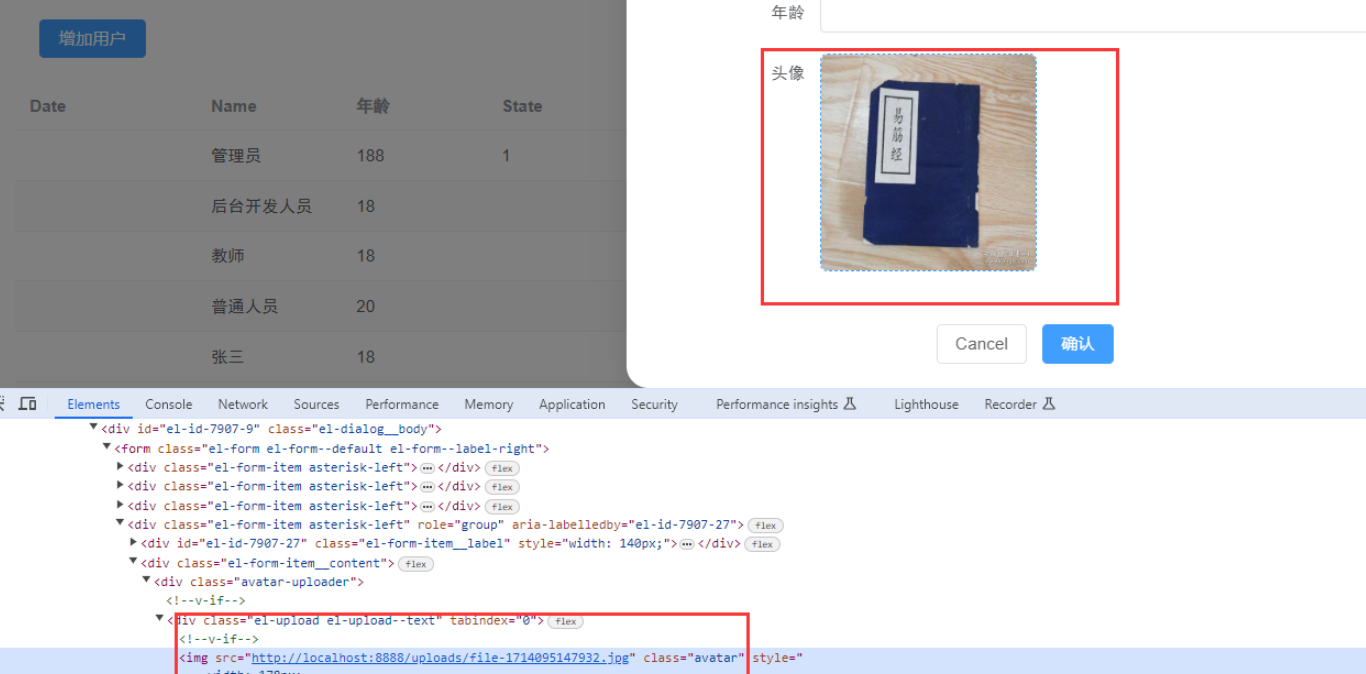 年龄
增加用户
头像
易筋经
Date Name 年龄 State
管理员 188 1
后台开发人员 18
教师 18
普通人员 20
张三 18
Cancel 确认
Elements Console Network Sources Performance Memory Application Security Performance insights Lighthouse Recorder
<div id="el-id-7907-9" class="el-dialog__body">
<form class="el-form el-form--default el-form--label-right">
<div class="el-form-item asterisk-left">…</div> flex
<div class="el-form-item asterisk-left">…</div> flex
<div class="el-form-item asterisk-left">…</div> flex
<div class="el-form-item asterisk-left" role="group" aria-labelledby="el-id-7907-27"> flex
<div id="el-id-7907-27" class="el-form-item__label" style="width: 140px;">…</div> flex
<div class="el-form-item__content"> flex
<div class="avatar-uploader">
<!--v-if-->
<div class="el-upload el-upload--text" tabindex="0"> flex
<!--v-if-->
<img src="http://localhost:8888/uploads/file-1714095147932.jpg" class="avatar" style="
width: 178px;